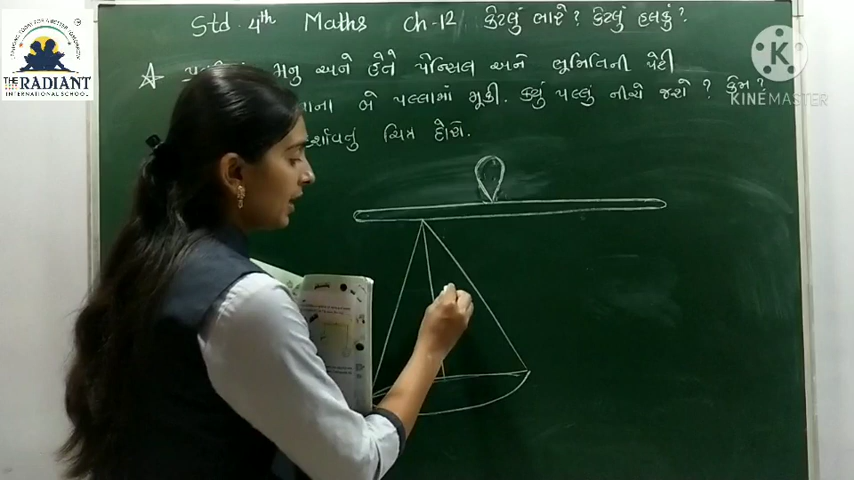 Std. 4th Maths Ch-12 કેટલું ભારે? કેટલું હલકું?
મનુ અને હેતે પેન્સિલ અને ભૂમિતિની પેટી
બે પલ્લામાં મૂકી. કયું પલ્લું નીચે જશે? કેમ?
ચિત્ર દોરો.
THE RADIANT
INTERNATIONAL SCHOOL
K
KINEMASTER